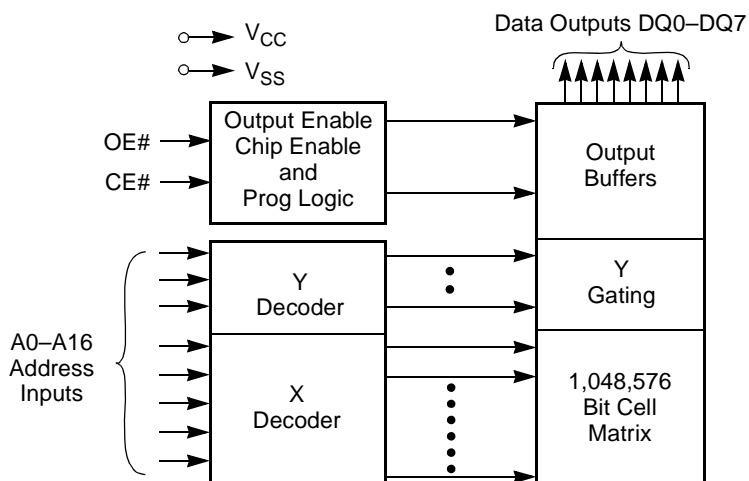 Data Outputs DQ0–DQ7
VCC
VSS
OE#
CE#
Output Enable
Chip Enable
and
Prog Logic
Output
Buffers
A0–A16
Address
Inputs
Y
Decoder
Y
Gating
X
Decoder
1,048,576
Bit Cell
Matrix